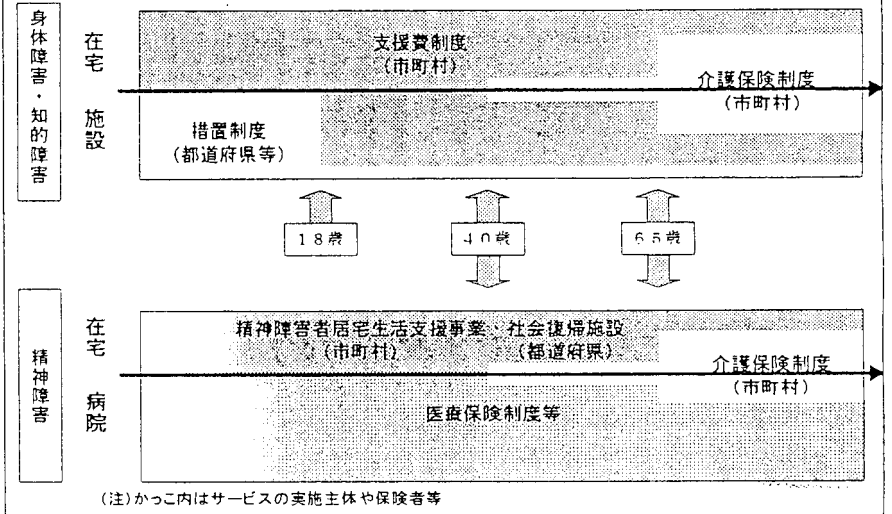 身体障害・知的障害
在宅
施設
支援費制度
(市町村)
介護保険制度
(市町村)
措置制度
(都道府県等)
18歳
40歳
65歳
精神障害
在宅
病院
精神障害者居宅生活支援事業・社会復帰施設
(市町村)
(都道府県)
介護保険制度
(市町村)
医療保険制度等
(注)かっこ内はサービスの実施主体や保険者等